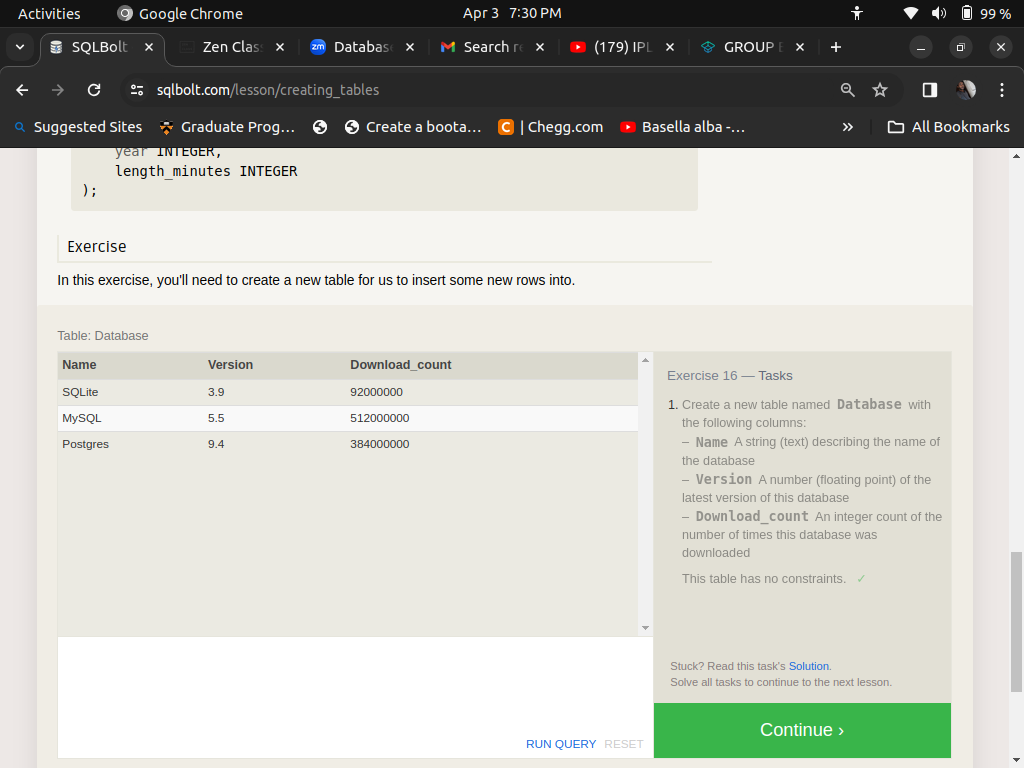 Activities
Google Chrome
Apr 3 7:30 PM
99 %
SQLBolt
Zen Clas
zm
Databas
Search re
(179) IPL
GROUP B
sqlbolt.com/lesson/creating_tables
Suggested Sites
Graduate Prog...
Create a boota...
C
| Chegg.com
Basella alba -...
All Bookmarks
year INTEGER,
length_minutes INTEGER
);
Exercise
In this exercise, you'll need to create a new table for us to insert some new rows into.
Table: Database
Name Version Download_count
SQLite 3.9 92000000
MySQL 5.5 512000000
Postgres 9.4 384000000
RUN QUERY RESET
Exercise 16 — Tasks
1. Create a new table named Database with
the following columns:
– Name A string (text) describing the name of
the database
– Version A number (floating point) of the
latest version of this database
– Download_count An integer count of the
number of times this database was
downloaded
This table has no constraints. ✓
Stuck? Read this task's Solution.
Solve all tasks to continue to the next lesson.
Continue ›